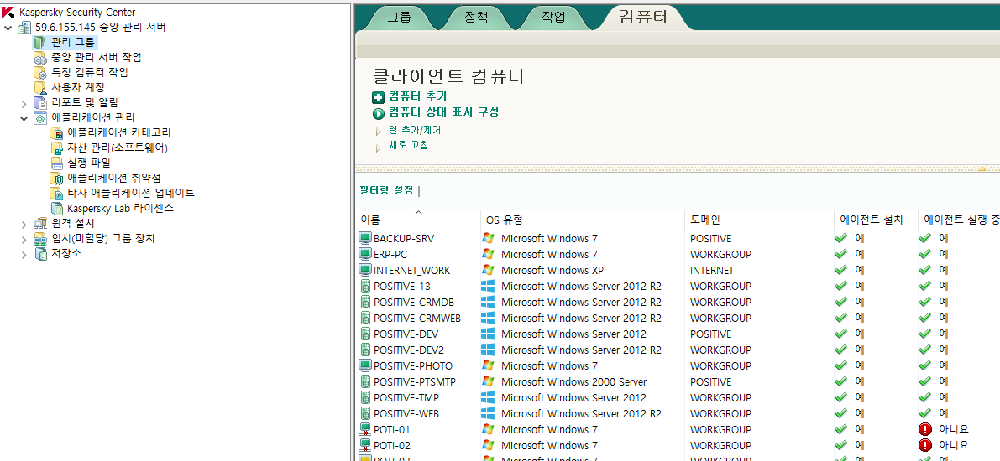 Kaspersky Security Center
59.6.155.145 중앙 관리 서버
관리 그룹
중앙 관리 서버 작업
특정 컴퓨터 작업
사용자 계정
리포트 및 알림
애플리케이션 관리
애플리케이션 카테고리
자산 관리(소프트웨어)
실행 파일
애플리케이션 취약점
타사 애플리케이션 업데이트
Kaspersky Lab 라이센스
원격 설치
임시(미할당) 그룹 장치
저장소
그룹 정책 작업 컴퓨터
클라이언트 컴퓨터
컴퓨터 추가
컴퓨터 상태 표시 구성
열 추가/제거
새로 고침
필터링 설정 |
이름 OS 유형 도메인 에이전트 설치 에이전트 실행 중
BACKUP-SRV Microsoft Windows 7 POSITIVE 예 예
ERP-PC Microsoft Windows 7 WORKGROUP 예 예
INTERNET_WORK Microsoft Windows XP INTERNET 예 예
POSITIVE-13 Microsoft Windows Server 2012 R2 WORKGROUP 예 예
POSITIVE-CRMDB Microsoft Windows Server 2012 R2 WORKGROUP 예 예
POSITIVE-CRMWEB Microsoft Windows Server 2012 R2 WORKGROUP 예 예
POSITIVE-DEV Microsoft Windows Server 2012 POSITIVE 예 예
POSITIVE-DEV2 Microsoft Windows Server 2012 R2 WORKGROUP 예 예
POSITIVE-PHOTO Microsoft Windows 7 WORKGROUP 예 예
POSITIVE-PTSMTP Microsoft Windows 2000 Server POSITIVE 예 예
POSITIVE-TMP Microsoft Windows Server 2012 WORKGROUP 예 예
POSITIVE-WEB Microsoft Windows Server 2012 R2 WORKGROUP 예 예
POTI-01 Microsoft Windows 7 WORKGROUP 예 아니요
POTI-02 Microsoft Windows 7 WORKGROUP 예 아니요
POTI-03 Microsoft Windows 7 WORKGROUP 예 예